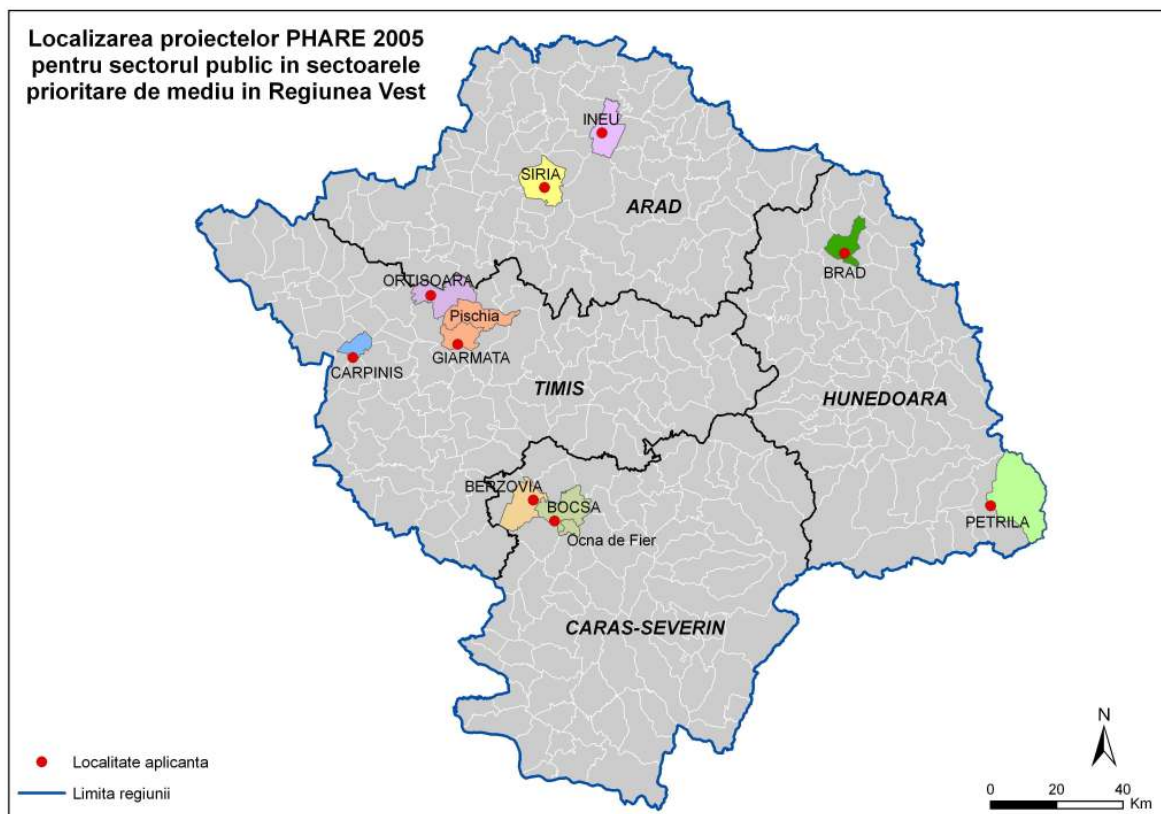 Localizarea proiectelor PHARE 2005
pentru sectorul public in sectoarele
prioritare de mediu in Regiunea Vest
INEU
SIRIA
ARAD
BRAD
ORTISOARA
Pischia
GIARMATA
CARPINIS
TIMIS
HUNEDOARA
BERZOVIA
BOCSA
Ocna de Fier
PETRILA
CARAS-SEVERIN
N
Localitate aplicanta
Limita regiunii
0 20 40
Km